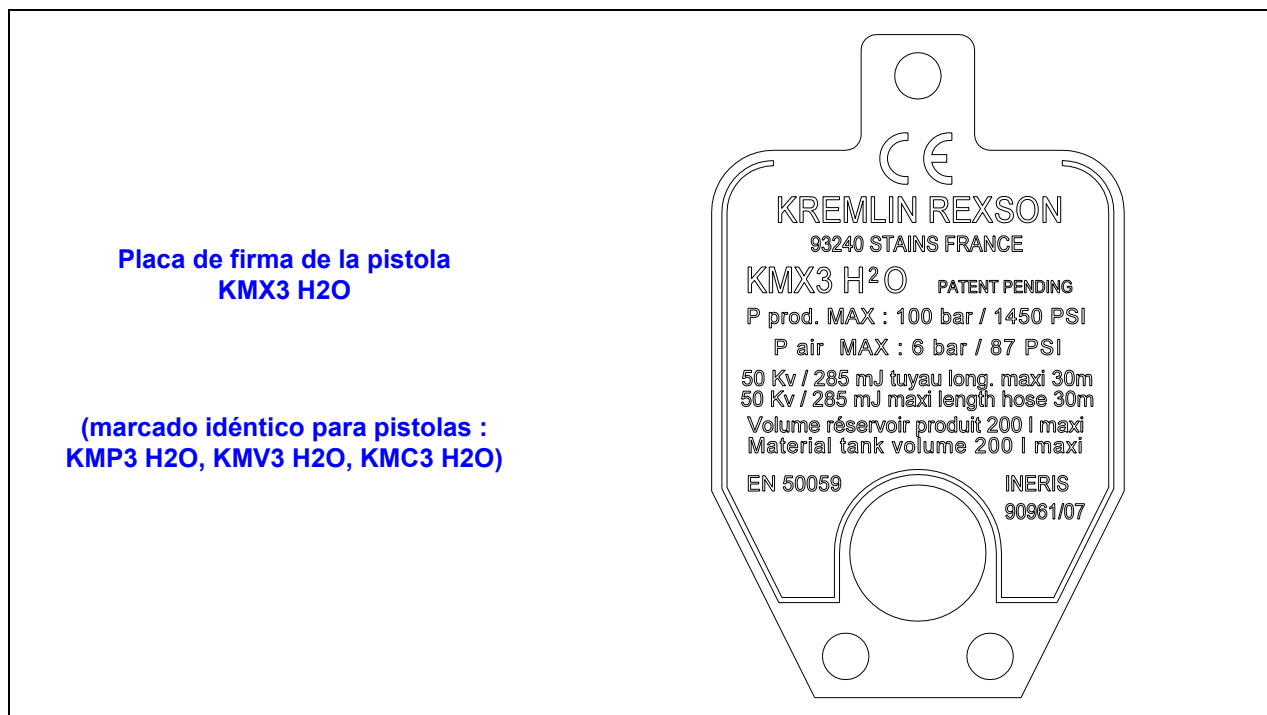 Placa de firma de la pistola
KMX3 H2O
(marcado idéntico para pistolas :
KMP3 H2O, KMV3 H2O, KMC3 H2O)
CE
KREMLIN REXSON
93240 STAINS FRANCE
KMX3 H²O PATENT PENDING
P prod. MAX : 100 bar / 1450 PSI
P air MAX : 6 bar / 87 PSI
50 Kv / 285 mJ tuyau long. maxi 30m
50 Kv / 285 mJ maxi length hose 30m
Volume réservoir produit 200 l maxi
Material tank volume 200 l maxi
EN 50059 INERIS
90961/07